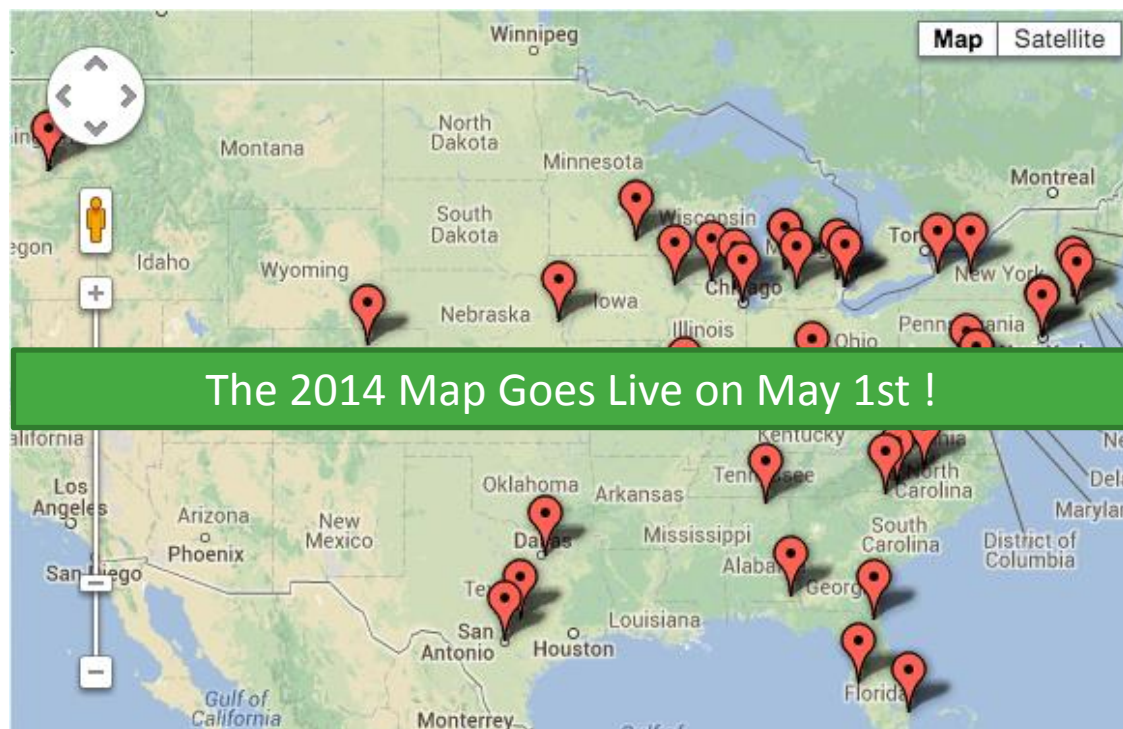 Winnipeg
Map Satellite
North Dakota
Montana
Minnesota
Montreal
South Dakota
Wisconsin
Idaho
Wyoming
New York
Chicago
Nebraska
Iowa
Illinois
Ohio
The 2014 Map Goes Live on May 1st !
Kentucky
Los Angeles
Oklahoma
Arkansas
North Carolina
Arizona
New Mexico
Mississippi
South Carolina
District of Columbia
Phoenix
Louisiana
San Antonio
Houston
Florida
Gulf of California
Monterrey